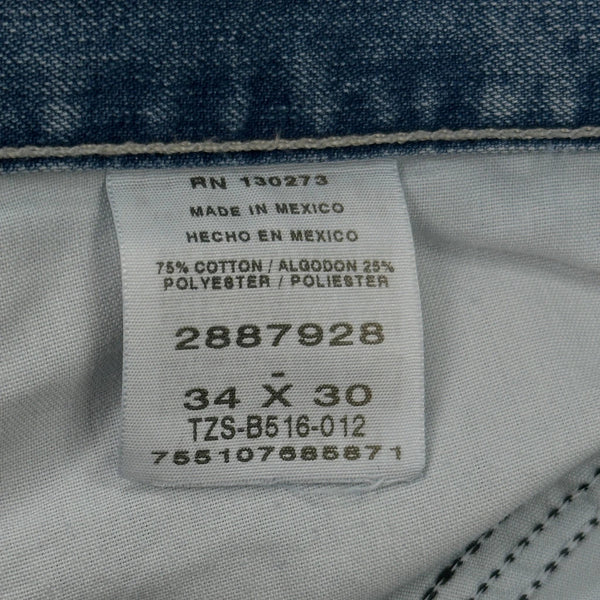 RN 130273
MADE IN MEXICO
HECHO EN MEXICO
75% COTTON / ALGODON 25%
POLYESTER / POLIESTER
2887928
-
34 X 30
TZS-B516-012
755107685871